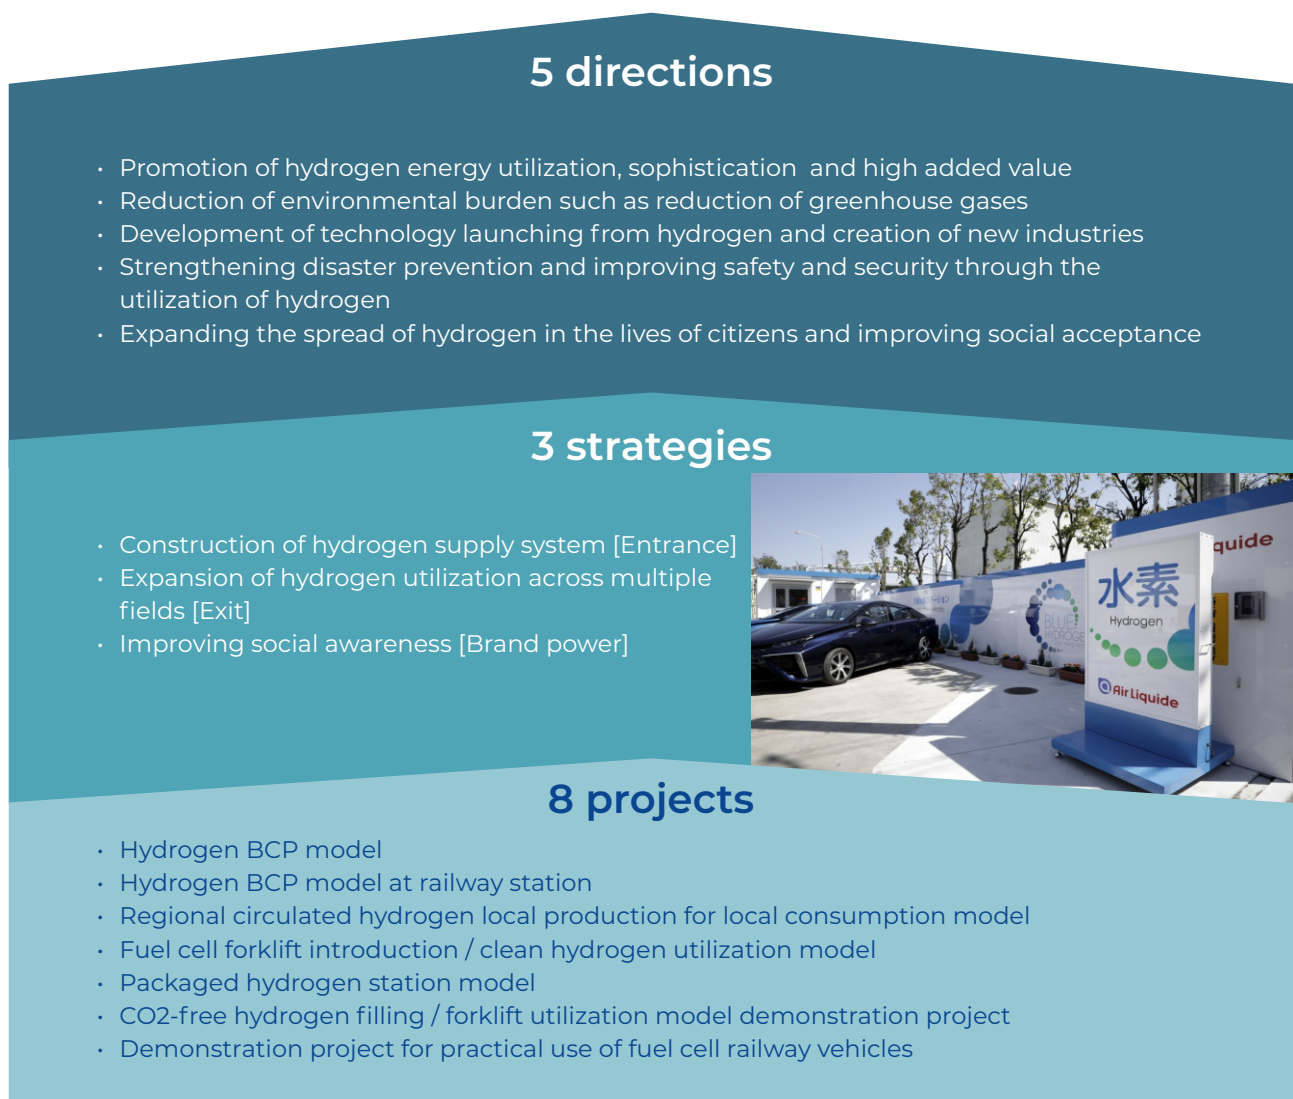 5 directions
• Promotion of hydrogen energy utilization, sophistication  and high added value
• Reduction of environmental burden such as reduction of greenhouse gases
• Development of technology launching from hydrogen and creation of new industries
• Strengthening disaster prevention and improving safety and security through the
utilization of hydrogen
• Expanding the spread of hydrogen in the lives of citizens and improving social acceptance
3 strategies
• Construction of hydrogen supply system [Entrance]
• Expansion of hydrogen utilization across multiple
fields [Exit]
• Improving social awareness [Brand power]
quide
水素
Hydrogen
Air Liquide
BLUE
HYDROGE
8 projects
• Hydrogen BCP model
• Hydrogen BCP model at railway station
• Regional circulated hydrogen local production for local consumption model
• Fuel cell forklift introduction / clean hydrogen utilization model
• Packaged hydrogen station model
• CO2-free hydrogen filling / forklift utilization model demonstration project
• Demonstration project for practical use of fuel cell railway vehicles